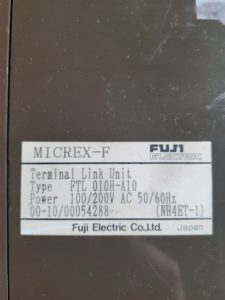 MICREX-F
FUJI
ELECTRIC
Terminal Link Unit
Type FTL 010H-A10
Power 100/200V AC 50/60Hz
00-10/00054288- (NH4ET-1)
Fuji Electric Co.,Ltd. Japan